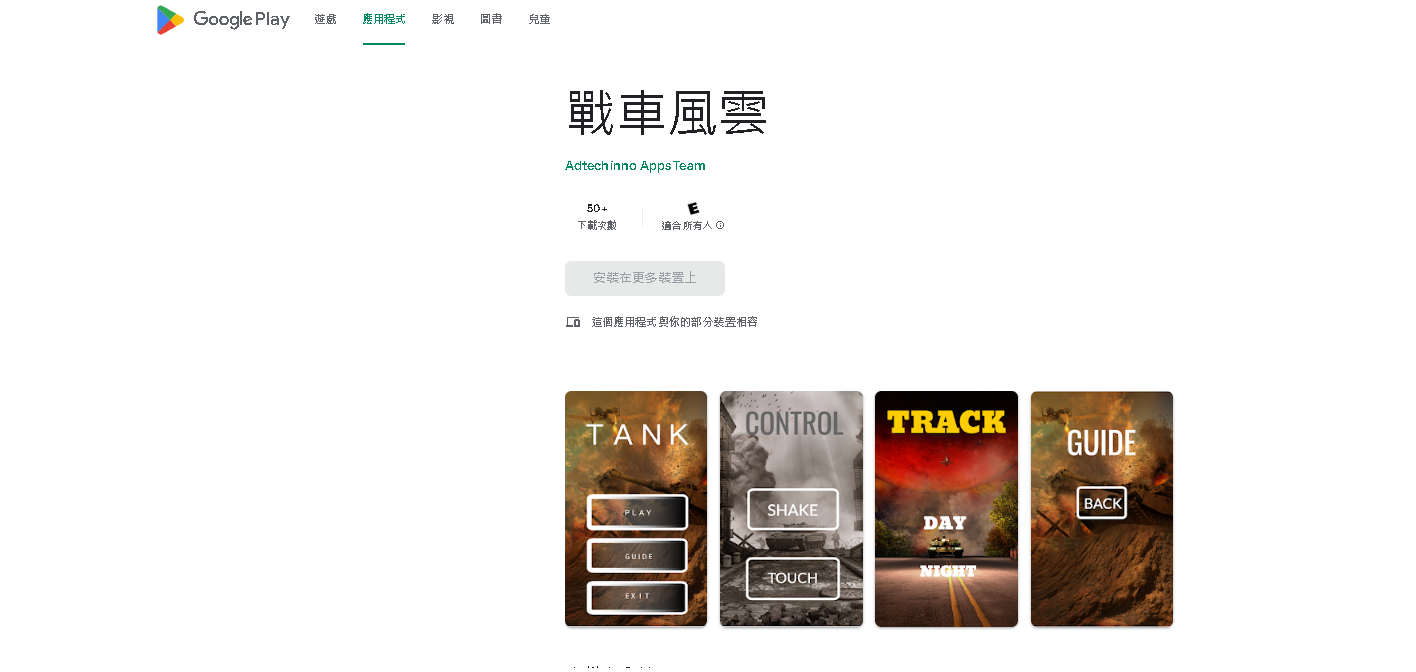 Google Play 遊戲 應用程式 影視 圖書 兒童
戰車風雲
Adtechinno Apps Team
50+
下載次數
E
適合所有人
安裝在更多裝置上
這個應用程式與你的部分裝置相容
TANK
PLAY
GUIDE
EXIT
CONTROL
SHAKE
TOUCH
TRACK
DAY
NIGHT
GUIDE
BACK